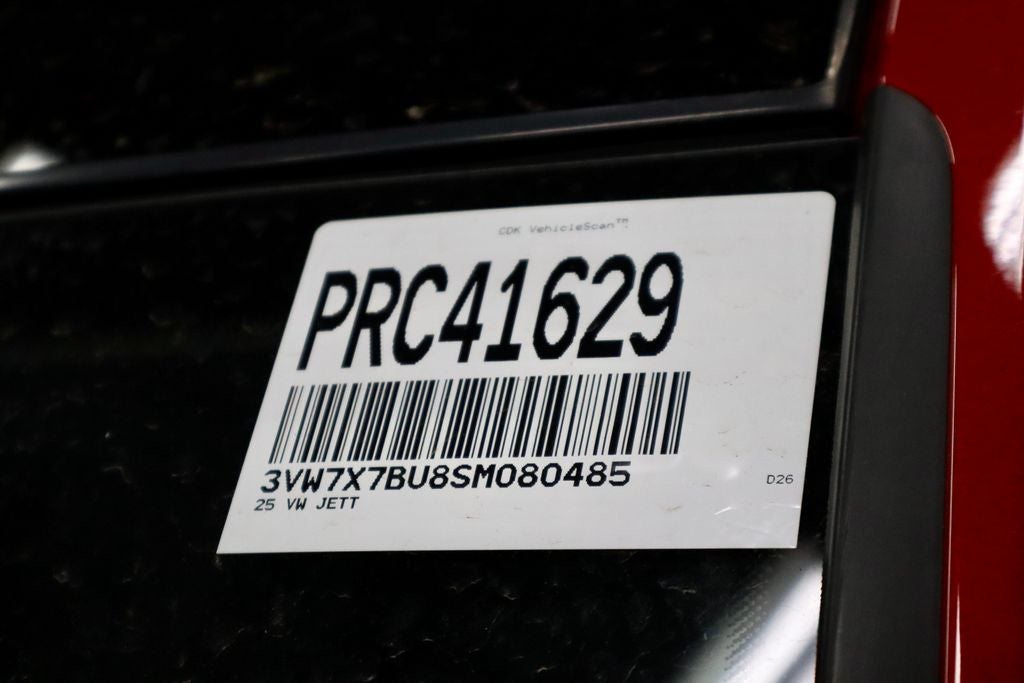 CDK VehicleScan™
PRC41629
3VW7X7BU8SM080485
25 VW JETT
D26